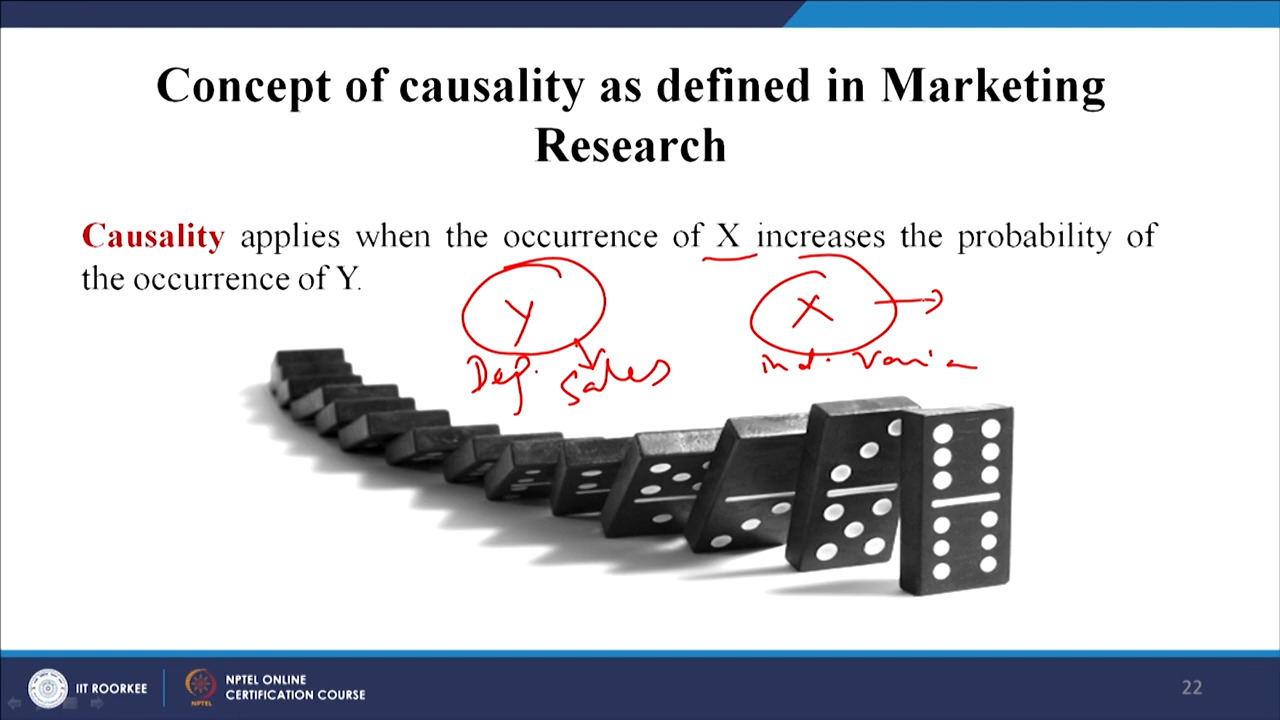 Concept of causality as defined in Marketing
Research
Causality applies when the occurrence of X increases the probability of
the occurrence of Y.
Y
X
Dep.
Sales
ind. varia
IIT ROORKEE
NPTEL ONLINE
CERTIFICATION COURSE
NPTEL
22